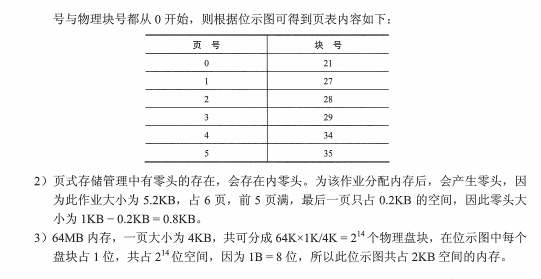 号与物理块号都从 0 开始，则根据位示图可得到页表内容如下：
页 号 块 号
0 21
1 27
2 28
3 29
4 34
5 35
2）页式存储管理中有零头的存在，会存在内零头。为该作业分配内存后，会产生零头，因
为此作业大小为 5.2KB，占 6 页，前 5 页满，最后一页只占 0.2KB 的空间，因此零头大
小为 1KB－0.2KB = 0.8KB。
3）64MB 内存，一页大小为 4KB，共可分成 64K×1K/4K = 2¹⁴ 个物理盘块，在位示图中每个
盘块占 1 位，共占 2¹⁴ 位空间，因为 1B = 8 位，所以此位示图共占 2KB 空间的内存。